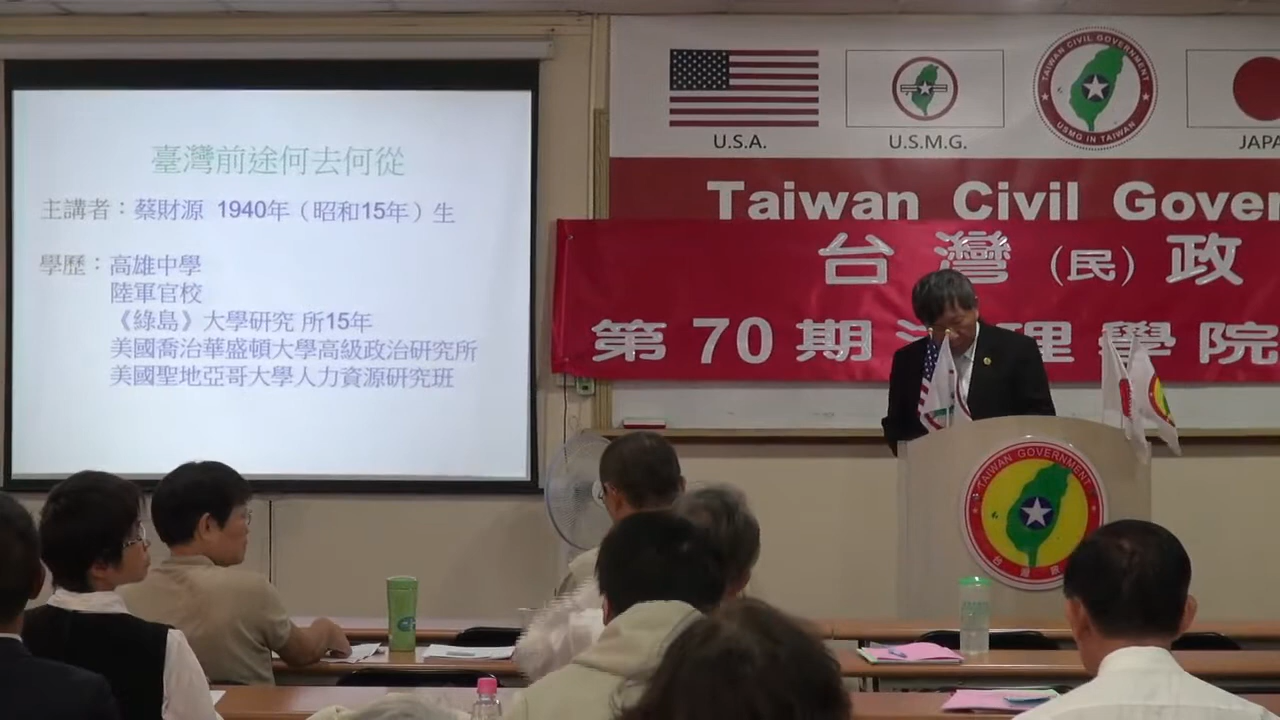 臺灣前途何去何從
主講者：蔡財源 1940年（昭和15年）生
學歷：高雄中學
陸軍官校
《綠島》大學研究 所15年
美國喬治華盛頓大學高級政治研究所
美國聖地亞哥大學人力資源研究班
U.S.A.
U.S.M.G.
TAIWAN CIVIL GOVERNMENT
USMG IN TAIWAN
JAPA
Taiwan Civil Gover
台灣(民)政
第70期法理學院
TAIWAN GOVERNMENT